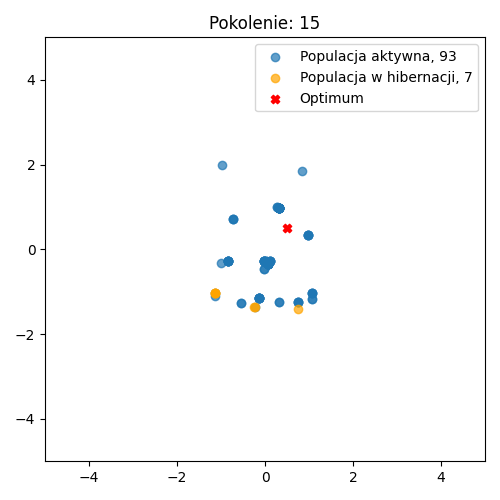 Pokolenie: 15
Populacja aktywna, 93
Populacja w hibernacji, 7
Optimum
4
2
0
−2
−4
−4
−2
0
2
4